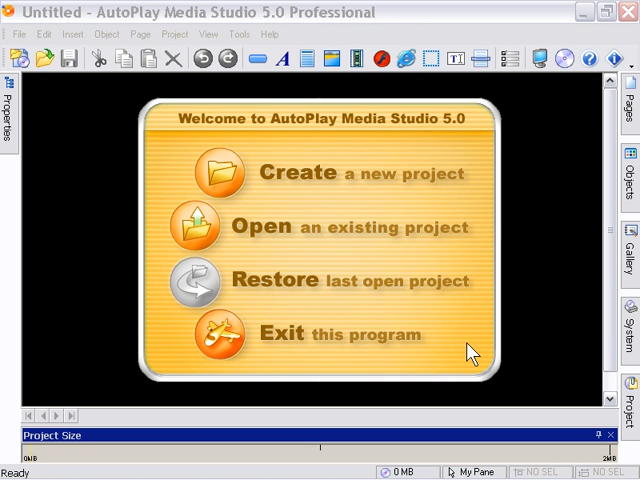 Untitled - AutoPlay Media Studio 5.0 Professional
File Edit Insert Object Page Project View Tools Help
Properties
Welcome to AutoPlay Media Studio 5.0
Create a new project
Open an existing project
Restore last open project
Exit this program
Pages
Objects
Gallery
System
Project
Project Size
0MB 2MB
Ready 0 MB My Pane NO SEL NO SEL